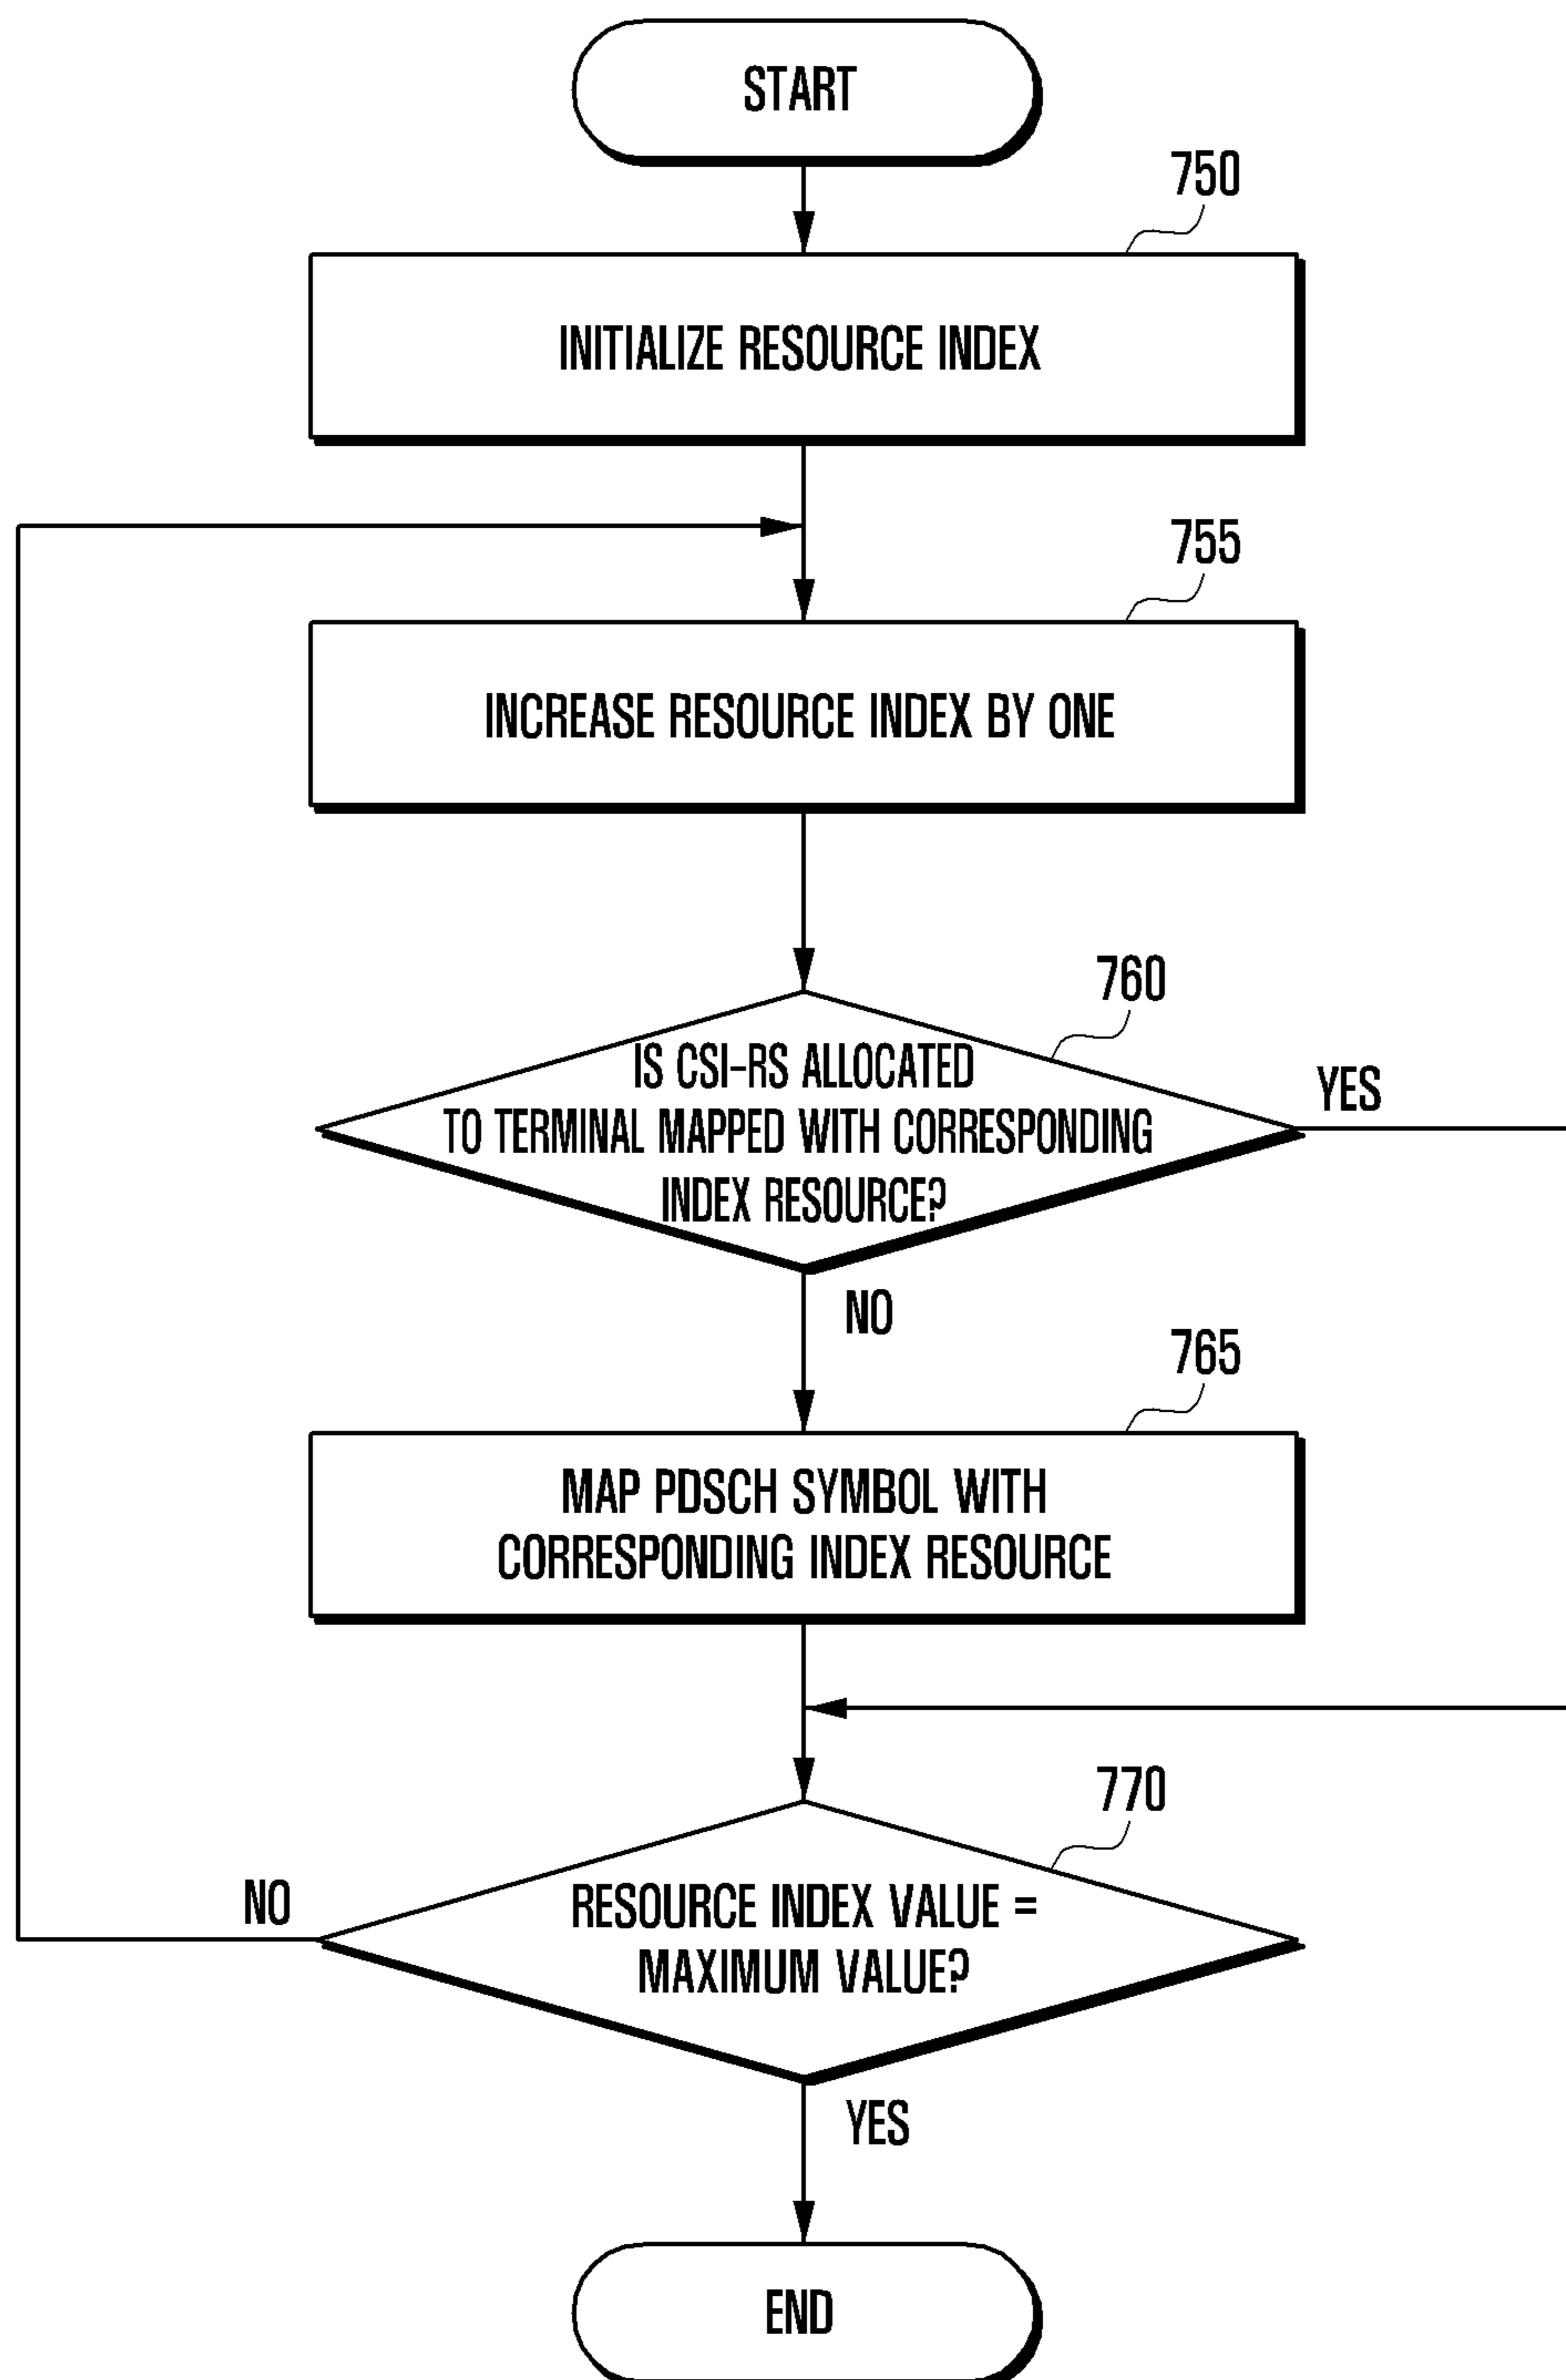 START
750
INITIALIZE RESOURCE INDEX
755
INCREASE RESOURCE INDEX BY ONE
760
IS CSI-RS ALLOCATED
TO TERMINAL MAPPED WITH CORRESPONDING
INDEX RESOURCE?
YES
NO
765
MAP PDSCH SYMBOL WITH
CORRESPONDING INDEX RESOURCE
770
RESOURCE INDEX VALUE =
MAXIMUM VALUE?
NO
YES
END